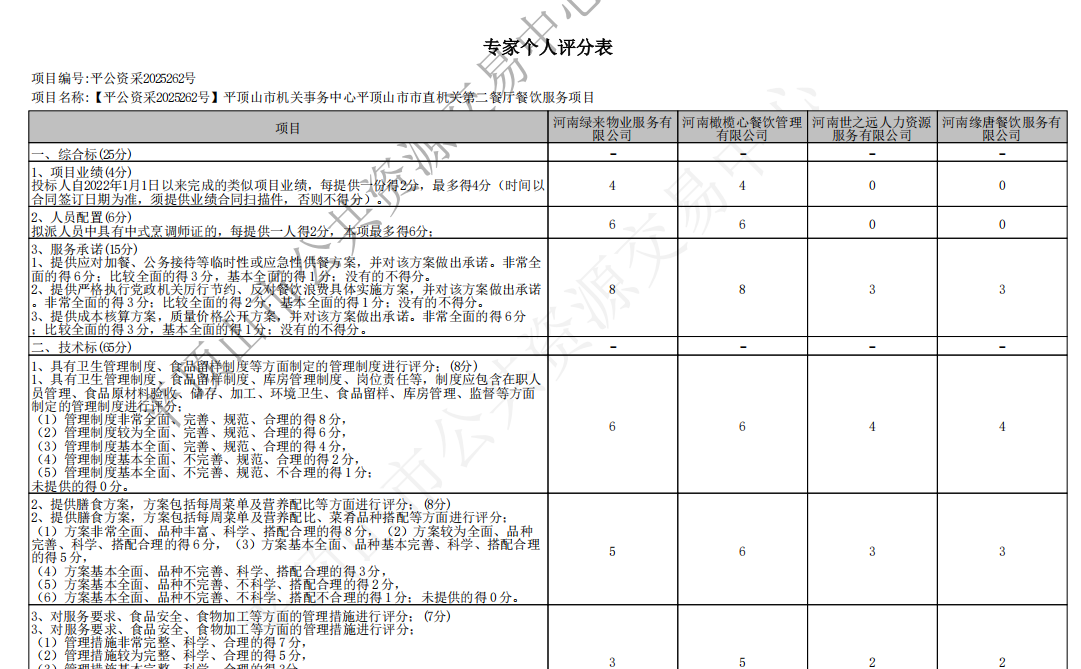 专家个人评分表
项目编号:平公资采2025262号
项目名称:【平公资采2025262号】平顶山市机关事务中心平顶山市市直机关第二餐厅餐饮服务项目
项目 河南绿来物业服务有限公司 河南橄榄心餐饮管理有限公司 河南世之远人力资源服务有限公司 河南缘唐餐饮服务有限公司
一、综合标(25分) - - - -
1、项目业绩(4分)
投标人自2022年1月1日以来完成的类似项目业绩，每提供一份得2分，最多得4分（时间以
合同签订日期为准，须提供业绩合同扫描件，否则不得分）。
4 4 0 0
2、人员配置(6分)
拟派人员中具有中式烹调师证的，每提供一人得2分，本项最多得6分；
6 6 0 0
3、服务承诺(15分)
1、提供应对加餐、公务接待等临时性或应急性供餐方案，并对该方案做出承诺。非常全
面的得6分；比较全面的得3分，基本全面的得1分；没有的不得分。
2、提供严格执行党政机关厉行节约、反对餐饮浪费具体实施方案，并对该方案做出承诺
。非常全面的得3分；比较全面的得2分，基本全面的得1分；没有的不得分。
3、提供成本核算方案，质量价格公开方案，并对该方案做出承诺。非常全面的得6分
；比较全面的得3分，基本全面的得1分；没有的不得分。
8 8 3 3
二、技术标(65分) - - - -
1、具有卫生管理制度、食品留样制度等方面制定的管理制度进行评分；(8分)
1、具有卫生管理制度，食品留样制度、库房管理制度、岗位责任等，制度应包含在职人
员管理、食品原材料验收、储存、加工、环境卫生、食品留样、库房管理、监督等方面
制定的管理制度进行评分；
（1）管理制度非常全面、完善、规范、合理的得8分，
（2）管理制度较为全面、完善、规范、合理的得6分，
（3）管理制度基本全面、完善、规范、合理的得4分，
（4）管理制度基本全面、不完善、规范、合理的得2分，
（5）管理制度基本全面、不完善、规范、不合理的得1分；
未提供的得0分。
6 6 4 4
2、提供膳食方案，方案包括每周菜单及营养配比等方面进行评分；(8分)
2、提供膳食方案，方案包括每周菜单及营养配比、菜肴品种搭配等方面进行评分；
（1）方案非常全面、品种丰富、科学、搭配合理的得8分，（2）方案较为全面、品种
完善、科学、搭配合理的得6分，（3）方案基本全面、品种基本完善、科学、搭配合理
的得5分，
（4）方案基本全面、品种不完善、科学、搭配合理的得3分，
（5）方案基本全面、品种不完善、不科学、搭配合理的得2分，
（6）方案基本全面、品种不完善、不科学、搭配不合理的得1分；未提供的得0分。
5 6 3 3
3、对服务要求、食品安全、食物加工等方面的管理措施进行评分；(7分)
3、对服务要求、食品安全、食物加工等方面的管理措施进行评分；
（1）管理措施非常完整、科学、合理的得7分，
（2）管理措施较为完整、科学、合理的得5分，
3 5 2 2
平顶山市公共资源交易中心
市公共资源交易中心